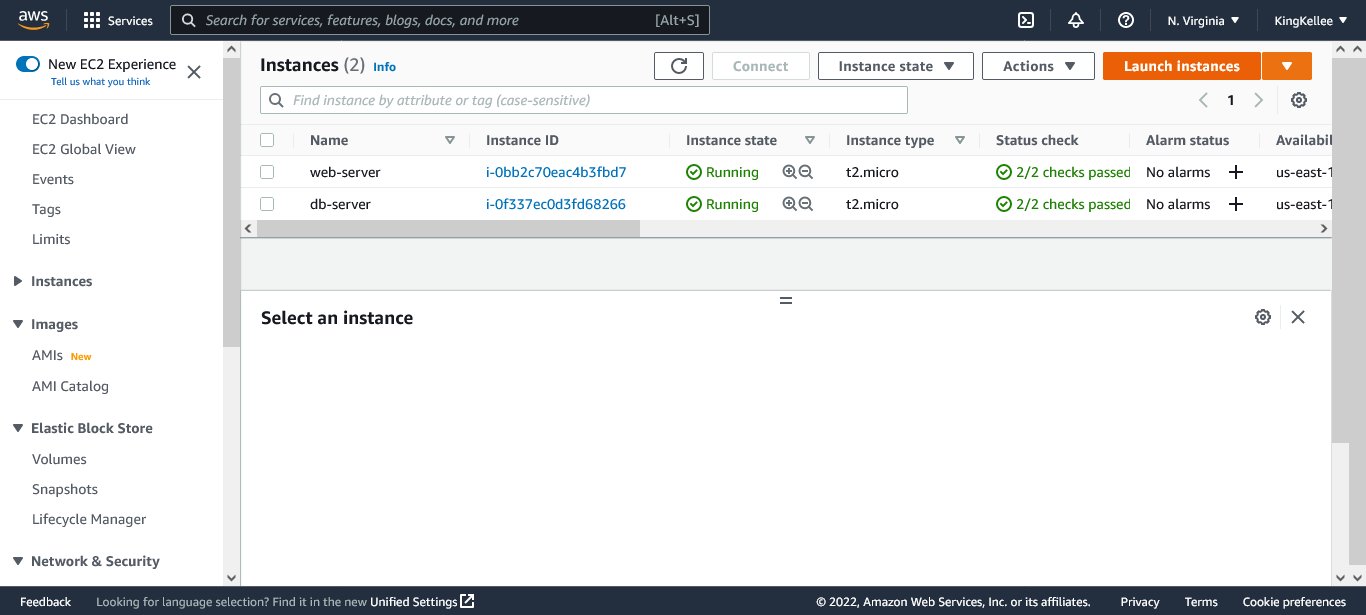 aws Services Search for services, features, blogs, docs, and more [Alt+S] N. Virginia KingKellee
New EC2 Experience
Tell us what you think
EC2 Dashboard
EC2 Global View
Events
Tags
Limits
Instances
Images
AMIs New
AMI Catalog
Elastic Block Store
Volumes
Snapshots
Lifecycle Manager
Network & Security
Instances (2) Info Connect Instance state Actions Launch instances
Find instance by attribute or tag (case-sensitive) 1
Name Instance ID Instance state Instance type Status check Alarm status Availabil
web-server i-0bb2c70eac4b3fbd7 Running t2.micro 2/2 checks passed No alarms us-east-1
db-server i-0f337ec0d3fd68266 Running t2.micro 2/2 checks passed No alarms us-east-1
Select an instance
Feedback Looking for language selection? Find it in the new Unified Settings © 2022, Amazon Web Services, Inc. or its affiliates. Privacy Terms Cookie preferences